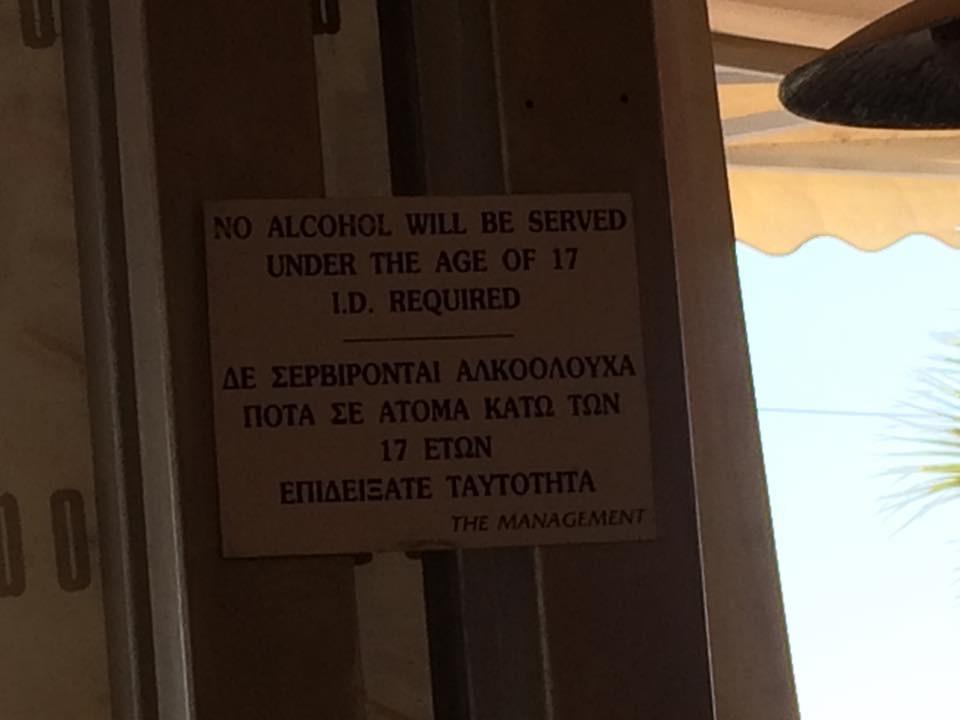 NO ALCOHOL WILL BE SERVED
UNDER THE AGE OF 17
I.D. REQUIRED
ΔΕ ΣΕΡΒΙΡΟΝΤΑΙ ΑΛΚΟΟΛΟΥΧΑ
ΠΟΤΑ ΣΕ ΑΤΟΜΑ ΚΑΤΩ ΤΩΝ
17 ΕΤΩΝ
ΕΠΙΔΕΙΞΑΤΕ ΤΑΥΤΟΤΗΤΑ
THE MANAGEMENT